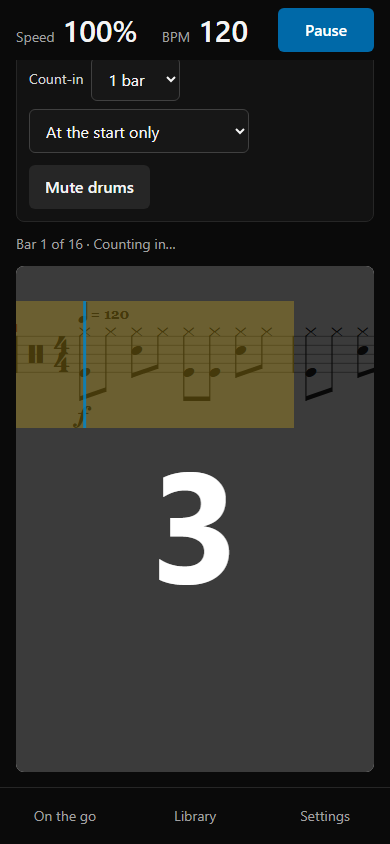 Speed 100% BPM 120 Pause
Count-in 1 bar
At the start only
Mute drums
Bar 1 of 16 · Counting in...
= 120
4
4
f
3
On the go Library Settings